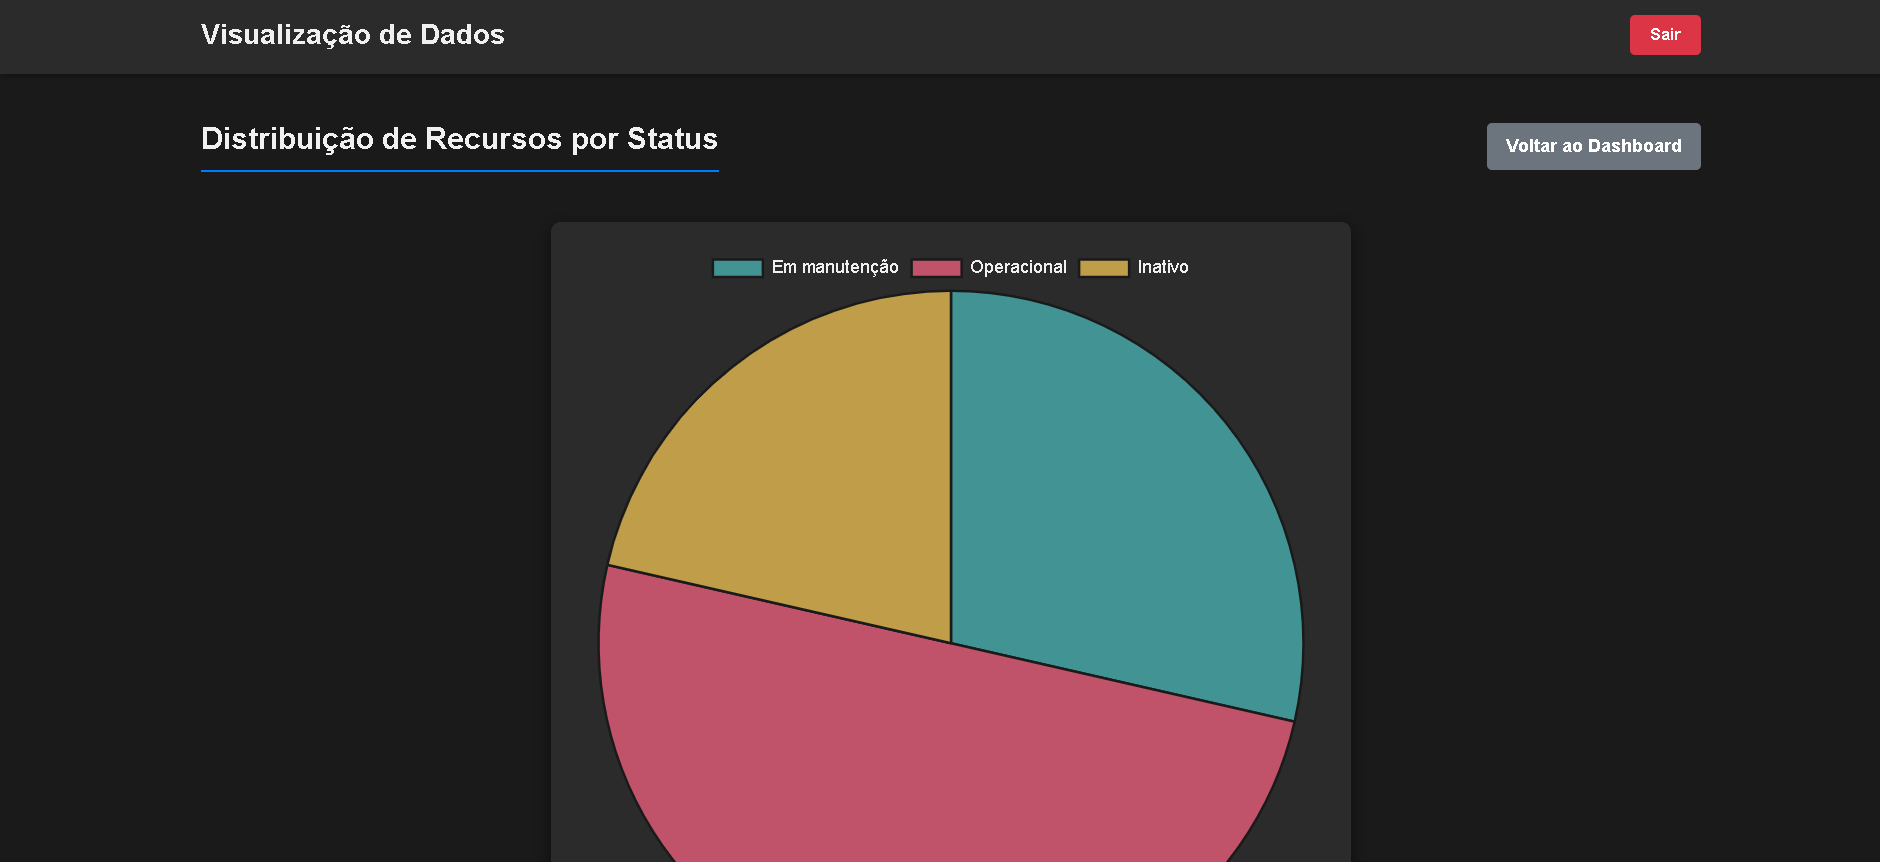 Visualização de Dados
Sair
Distribuição de Recursos por Status
Voltar ao Dashboard
Em manutenção Operacional Inativo